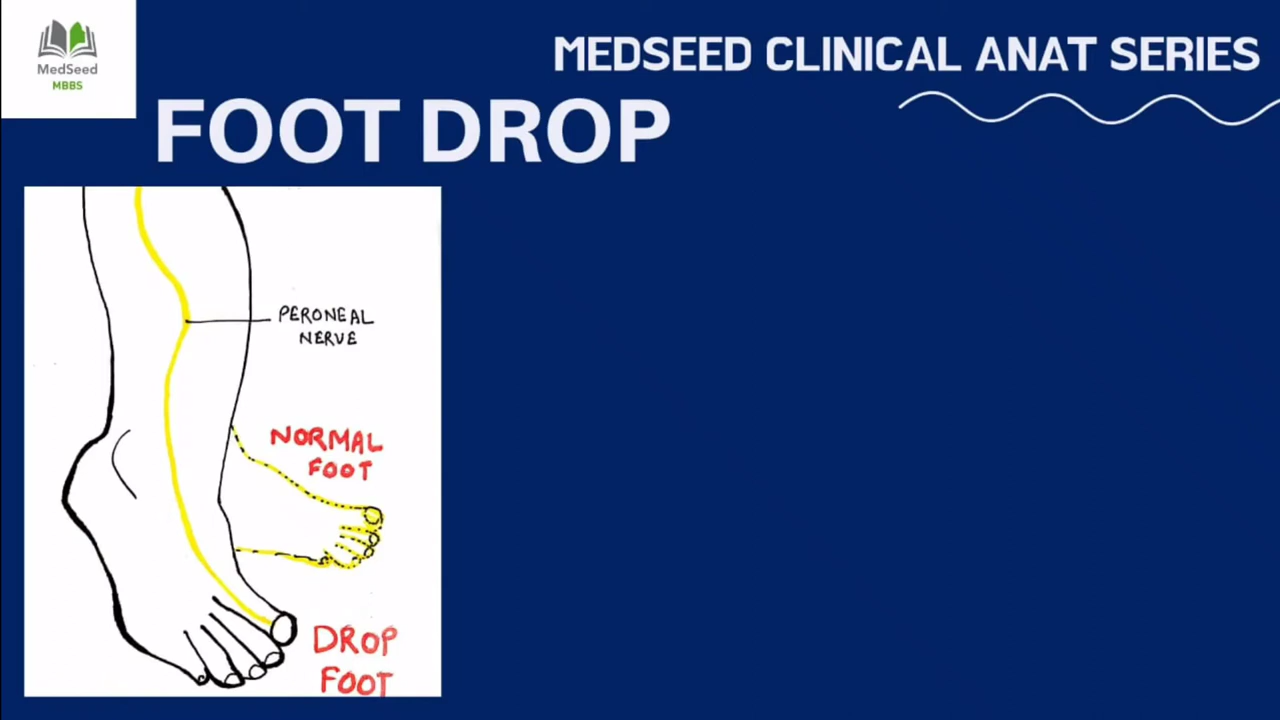 MedSeed
MBBS
MEDSEED CLINICAL ANAT SERIES
FOOT DROP
PERONEAL
NERVE
NORMAL
FOOT
DROP
FOOT